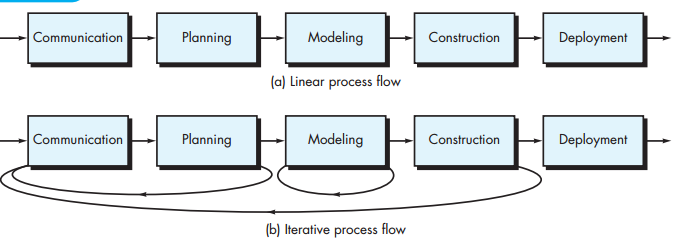 Communication Planning Modeling Construction Deployment
(a) Linear process flow
Communication Planning Modeling Construction Deployment
(b) Iterative process flow